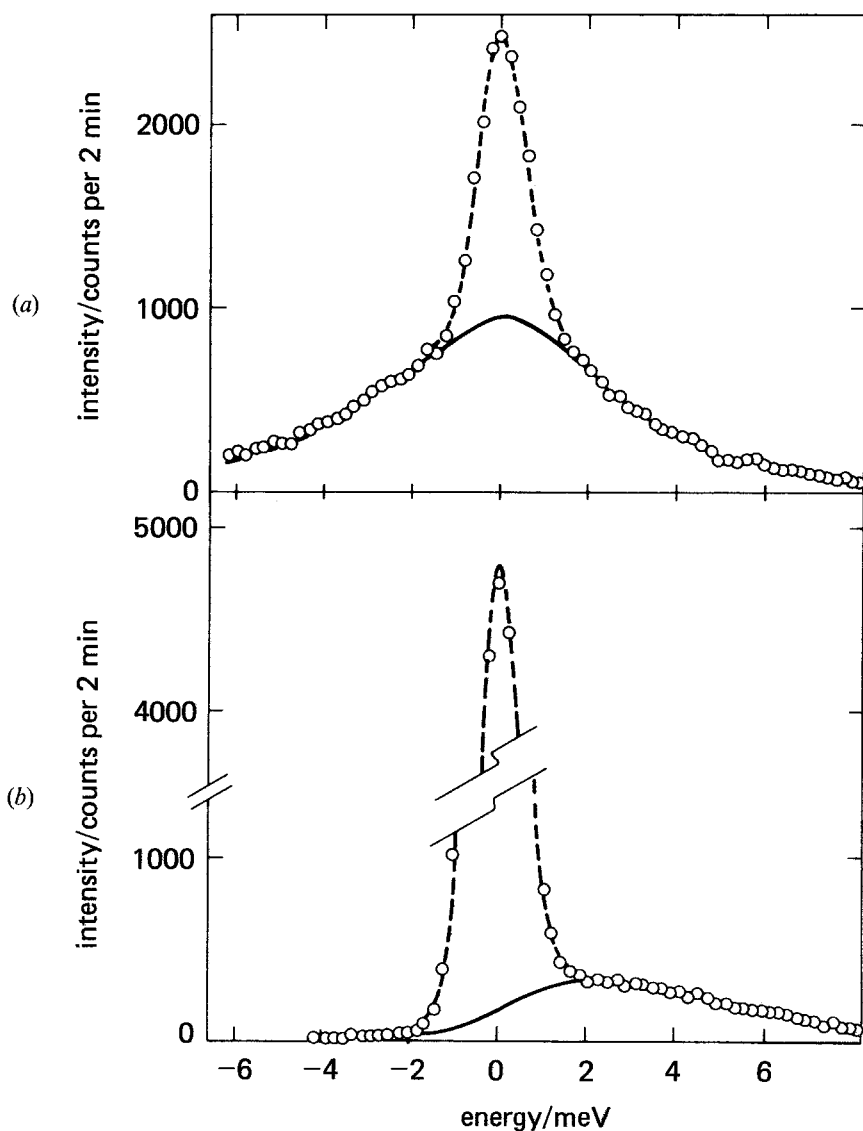 (a)
intensity/counts per 2 min
2000
1000
0
(b)
intensity/counts per 2 min
5000
4000
1000
0
−6 −4 −2 0 2 4 6
energy/meV